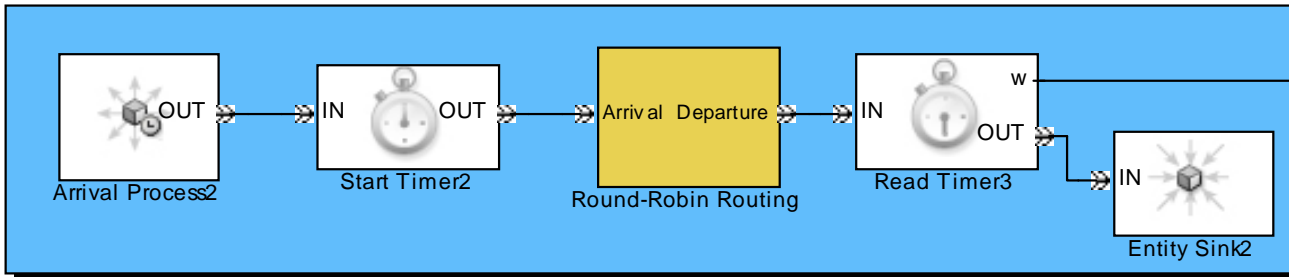 OUT
Arrival Process2
IN OUT
Start Timer2
Arrival Departure
Round-Robin Routing
w
IN
OUT
Read Timer3
IN
Entity Sink2